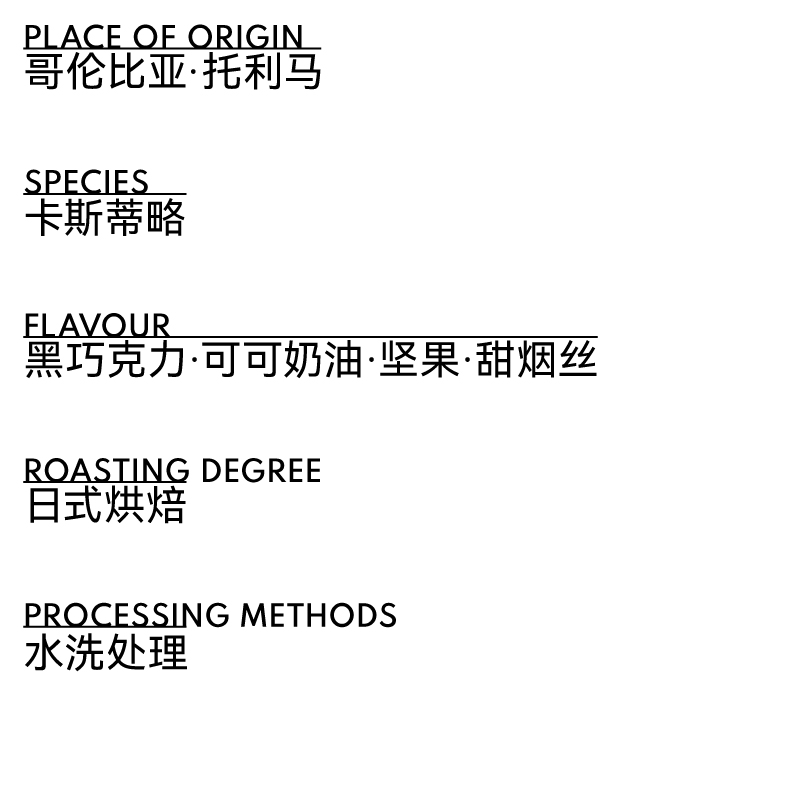 PLACE OF ORIGIN
哥伦比亚·托利马
SPECIES
卡斯蒂略
FLAVOUR
黑巧克力·可可奶油·坚果·甜烟丝
ROASTING DEGREE
日式烘焙
PROCESSING METHODS
水洗处理